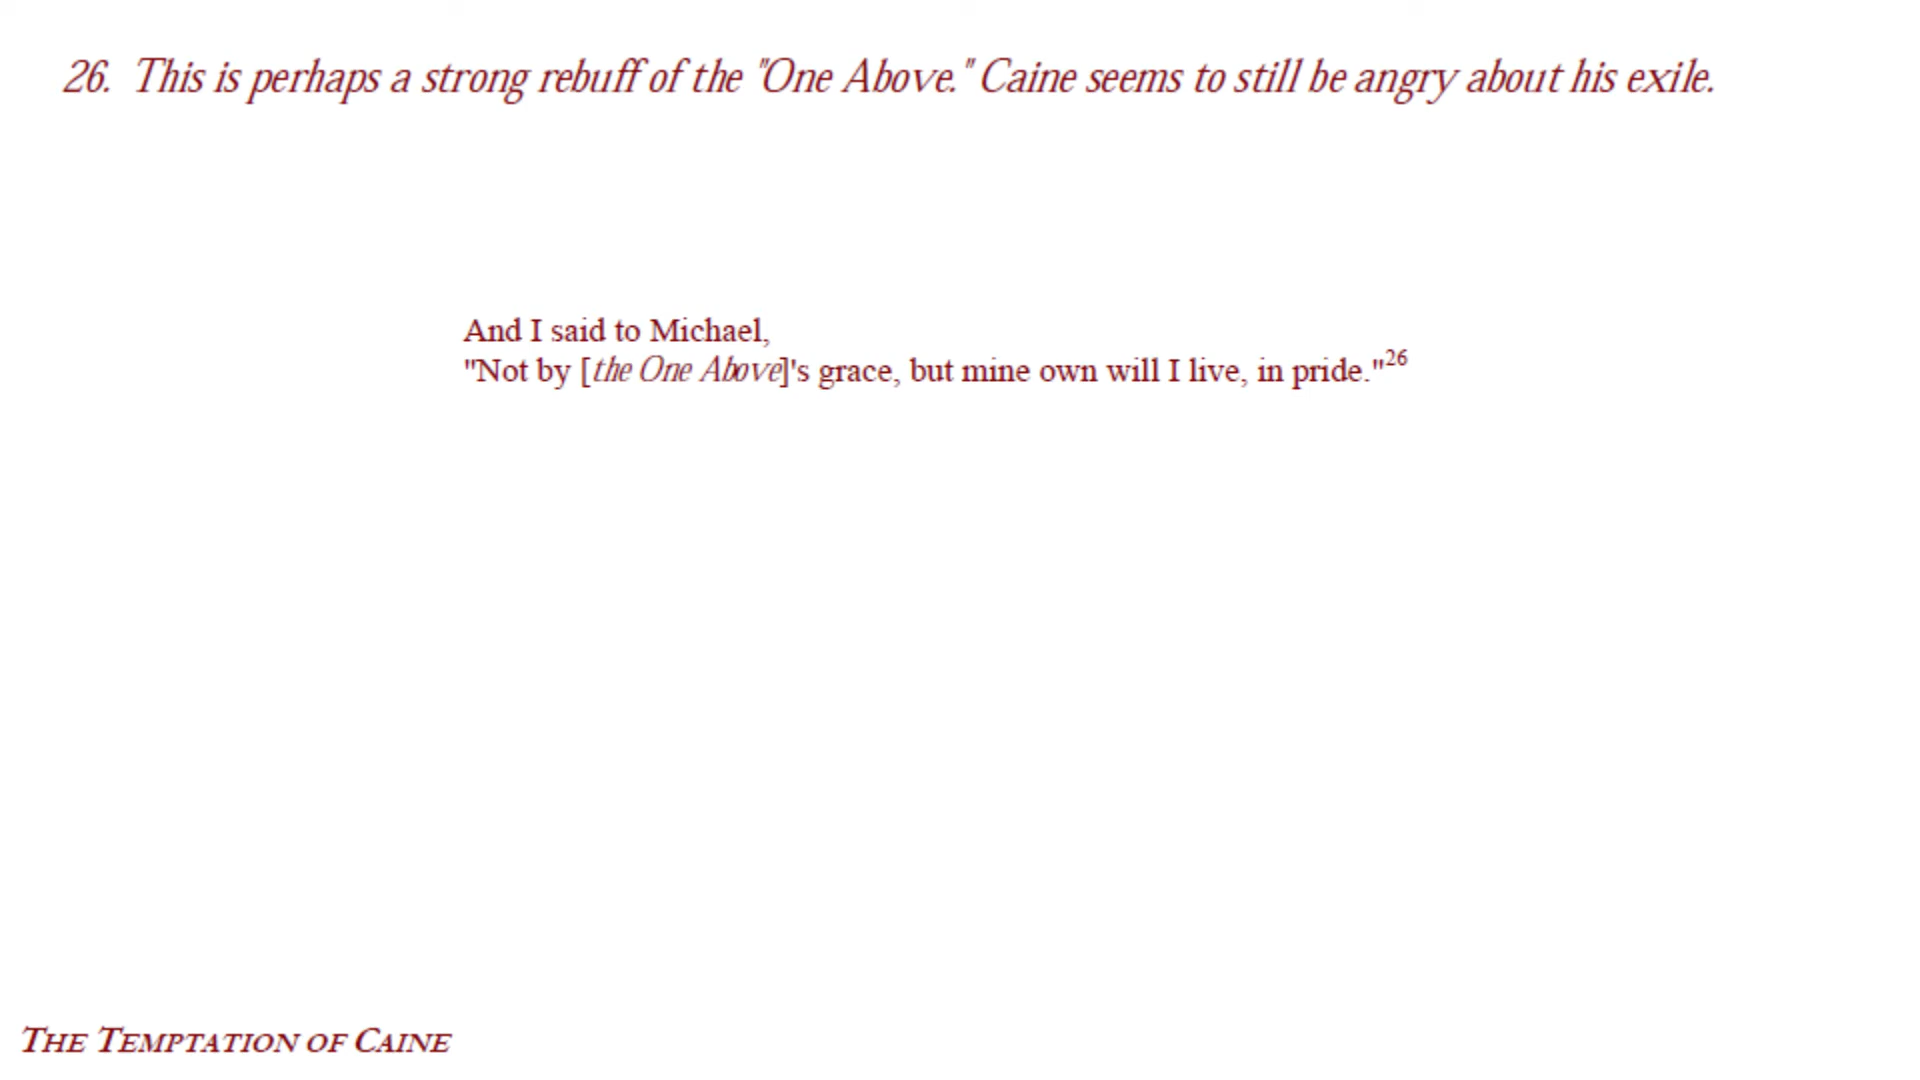 26. This is perhaps a strong rebuff of the "One Above." Caine seems to still be angry about his exile.
And I said to Michael,
"Not by [the One Above]'s grace, but mine own will I live, in pride."26
THE TEMPTATION OF CAINE